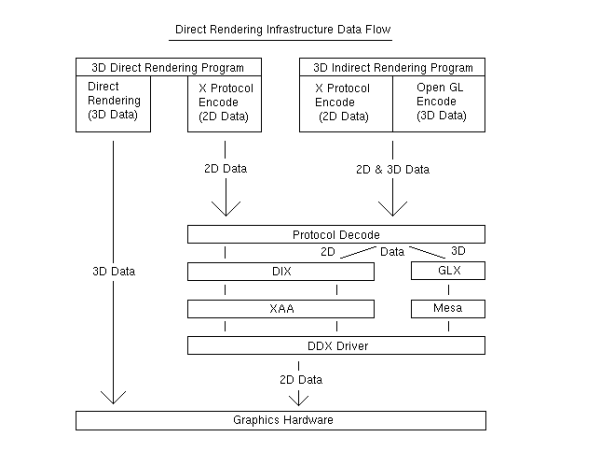 Direct Rendering Infrastructure Data Flow
3D Direct Rendering Program
3D Indirect Rendering Program
Direct
Rendering
(3D Data)
X Protocol
Encode
(2D Data)
X Protocol
Encode
(2D Data)
Open GL
Encode
(3D Data)
2D Data
2D & 3D Data
Protocol Decode
2D
Data
3D
3D Data
DIX
GLX
XAA
Mesa
DDX Driver
2D Data
Graphics Hardware